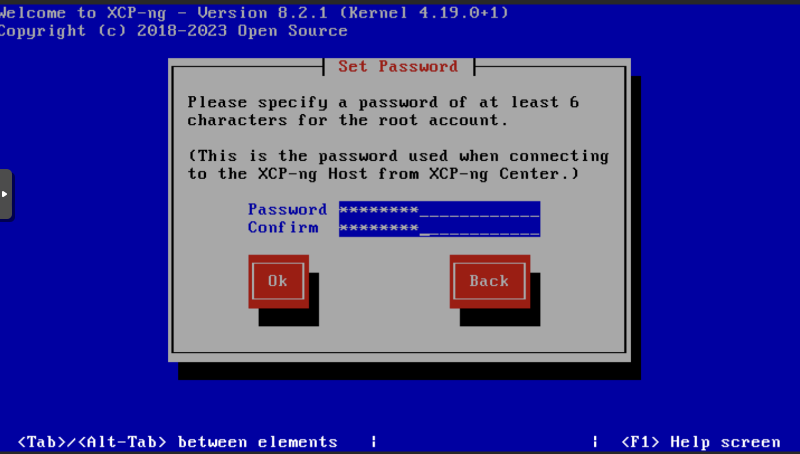 Welcome to XCP-ng - Version 8.2.1 (Kernel 4.19.0+1)
Copyright (c) 2018-2023 Open Source
Set Password
Please specify a password of at least 6
characters for the root account.
(This is the password used when connecting
to the XCP-ng Host from XCP-ng Center.)
Password ********____________
Confirm ********____________
Ok Back
<Tab>/<Alt-Tab> between elements | | <F1> Help screen